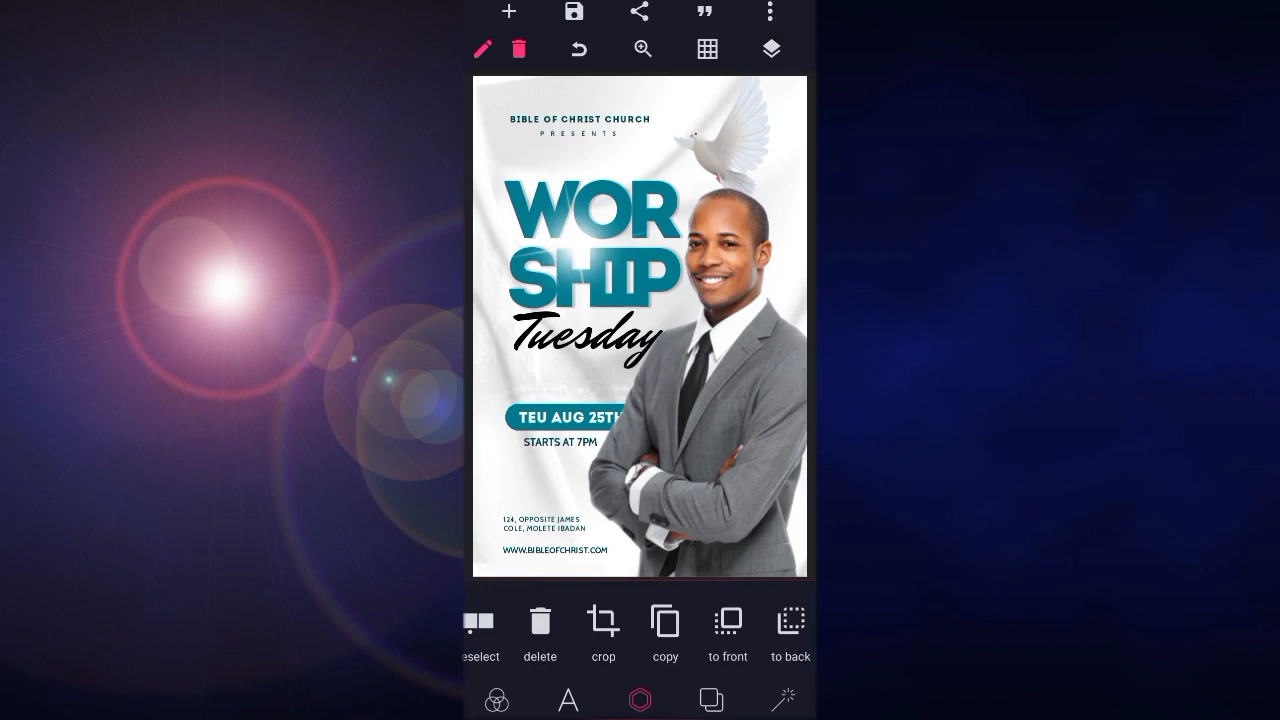 BIBLE OF CHRIST CHURCH
PRESENTS
WOR
SHIP
Tuesday
TEU AUG 25TH
STARTS AT 7PM
124, OPPOSITE JAMES
COLE, MOLETE IBADAN
WWW.BIBLEOFCHRIST.COM
eselect delete crop copy to front to back